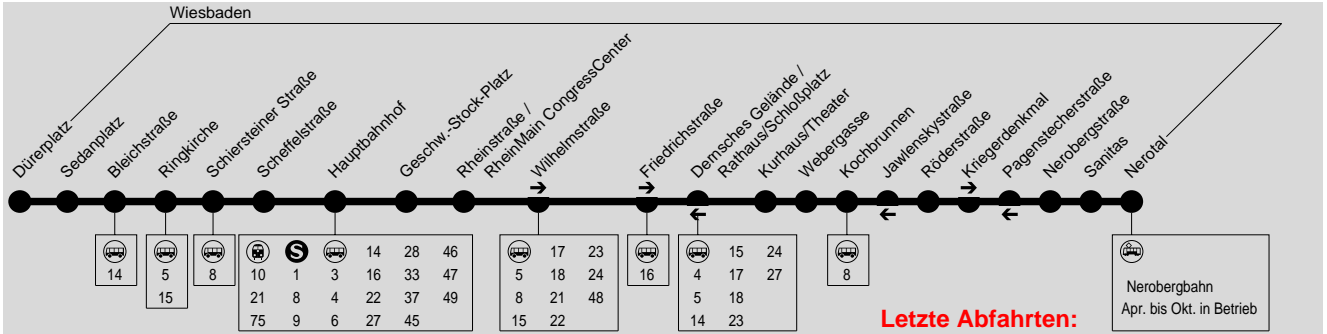 Wiesbaden
Dürerplatz
Sedanplatz
Bleichstraße
Ringkirche
Schiersteiner Straße
Scheffelstraße
Hauptbahnhof
Geschw.-Stock-Platz
Rheinstraße /
RheinMain CongressCenter
Wilhelmstraße
Friedrichstraße
Dernsches Gelände /
Rathaus/Schloßplatz
Kurhaus/Theater
Webergasse
Kochbrunnen
Jawlenskystraße
Röderstraße
Kriegerdenkmal
Pagenstecherstraße
Nerobergstraße
Sanitas
Nerotal
14
5
15
8
S 14 28 46
10 1 3 16 33 47
21 8 4 22 37 49
75 9 6 27 45
17 23
5 18 24
8 21 48
15 22
16
15 24
4 17 27
5 18
14 23
8
Nerobergbahn
Apr. bis Okt. in Betrieb
Letzte Abfahrten: